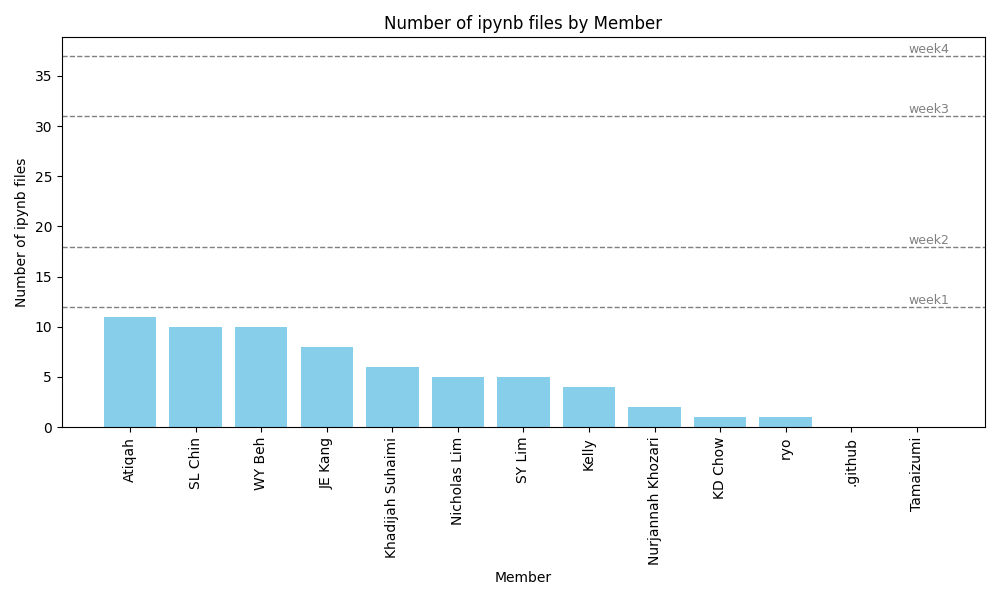 Number of ipynb files by Member
Number of ipynb files
35
30
25
20
15
10
5
0
week4
week3
week2
week1
Atiqah
SL Chin
WY Beh
JE Kang
Khadijah Suhaimi
Nicholas Lim
SY Lim
Kelly
Nurjannah Khozari
KD Chow
ryo
.github
Tamaizumi
Member